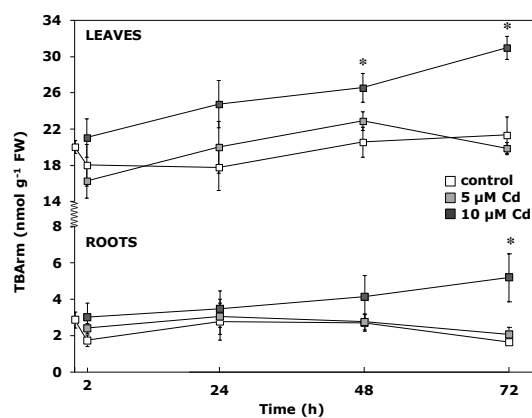 LEAVES
34
30
26
22
18
14
*
*
TBArm (nmol g⁻¹ FW)
control
5 µM Cd
10 µM Cd
ROOTS
8
6
4
2
0
*
2
24
48
72
Time (h)